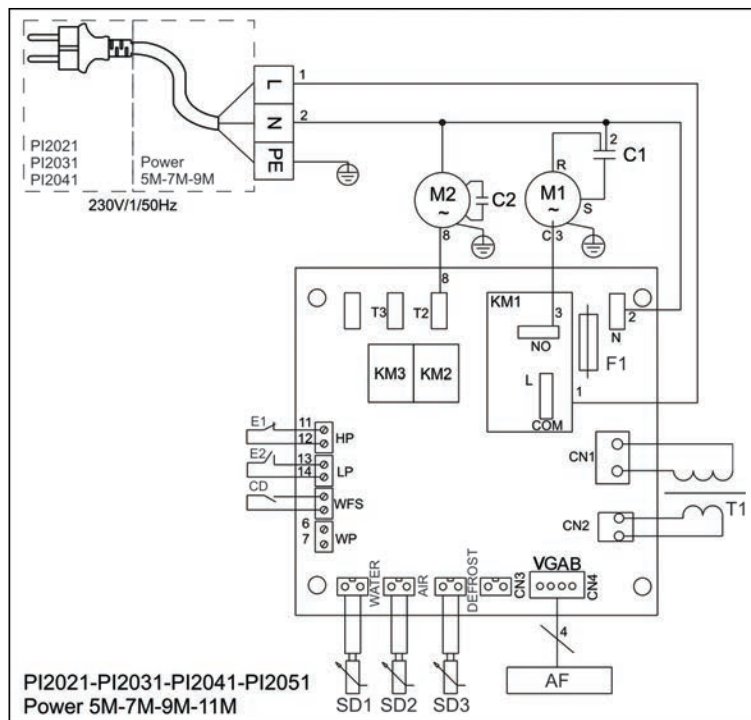 L
1
N
2
PE
PI2021
PI2031
PI2041
Power
5M-7M-9M
230V/1/50Hz
M2
~
C2
8
R
2
C1
M1
~
S
C 3
8
T3
T2
KM1
3
NO
N
2
F1
KM3
KM2
L
COM
1
E1
11
12
HP
E2
13
14
LP
CD
WFS
6
7
WP
CN1
CN2
T1
WATER
AIR
DEFROST
CN3
VGAB
CN4
4
AF
SD1
SD2
SD3
PI2021-PI2031-PI2041-PI2051
Power 5M-7M-9M-11M